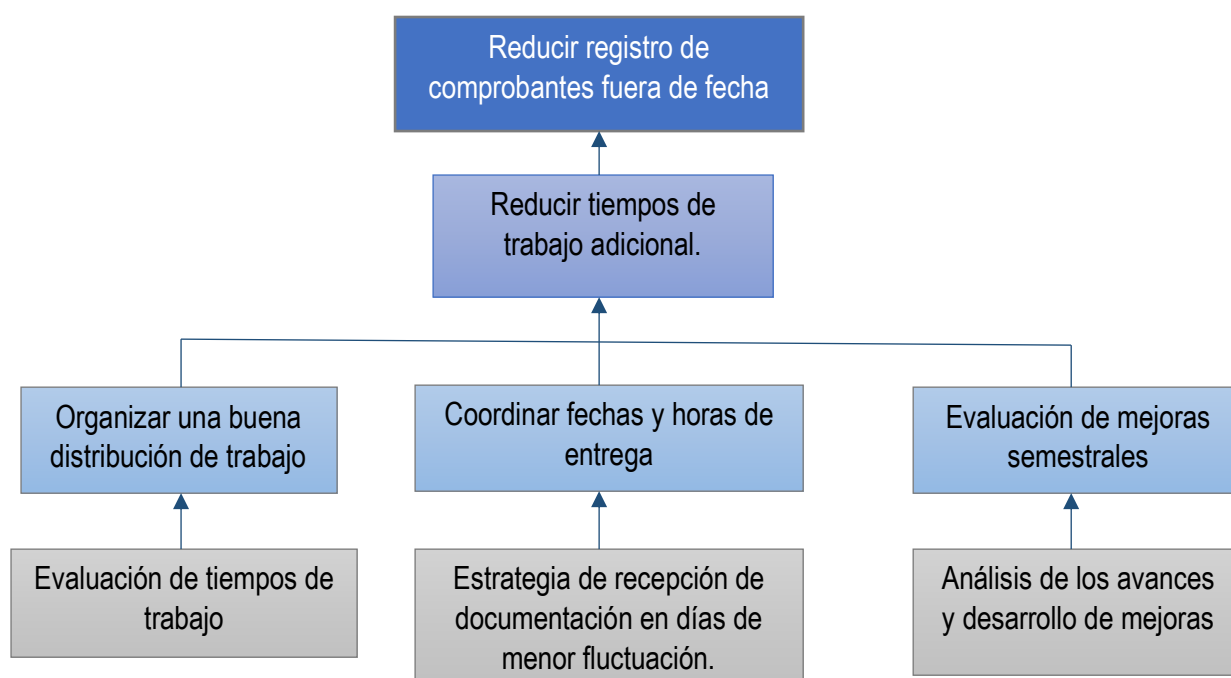 Reducir registro de
comprobantes fuera de fecha
Reducir tiempos de
trabajo adicional.
Organizar una buena
distribución de trabajo
Coordinar fechas y horas de
entrega
Evaluación de mejoras
semestrales
Evaluación de tiempos de
trabajo
Estrategia de recepción de
documentación en días de
menor fluctuación.
Análisis de los avances
y desarrollo de mejoras